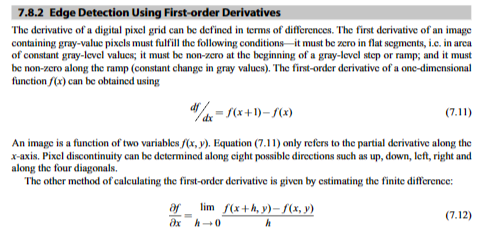 7.8.2 Edge Detection Using First-order Derivatives
The derivative of a digital pixel grid can be defined in terms of differences. The first derivative of an image
containing gray-value pixels must fulfill the following conditions—it must be zero in flat segments, i.e. in area
of constant gray-level values; it must be non-zero at the beginning of a gray-level step or ramp; and it must
be non-zero along the ramp (constant change in gray values). The first-order derivative of a one-dimensional
function f(x) can be obtained using
df/dx = f(x+1)– f(x) (7.11)
An image is a function of two variables f(x, y). Equation (7.11) only refers to the partial derivative along the
x-axis. Pixel discontinuity can be determined along eight possible directions such as up, down, left, right and
along the four diagonals.
The other method of calculating the first-order derivative is given by estimating the finite difference:
∂f/∂x = lim h→0 f(x+h, y)– f(x, y)/h (7.12)